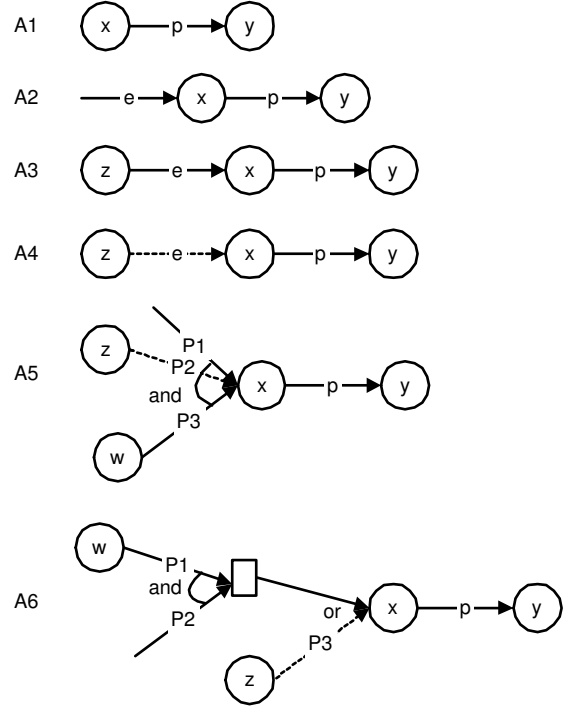 A1 x p y
A2 e x p y
A3 z e x p y
A4 z e x p y
P1
z
P2
A5 x p y
and
P3
w
w
P1
and
A6 or x p y
P2
P3
z